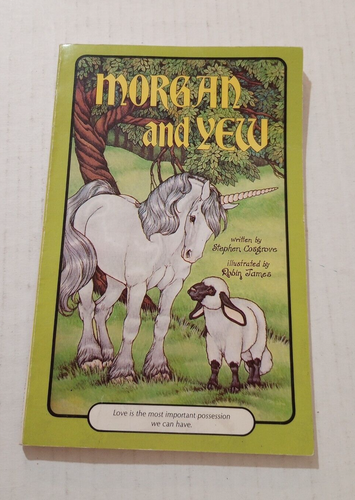 MORGAN
and YEW
written by
Stephen Cosgrove
illustrated by
Robin James
Love is the most important possession
we can have.